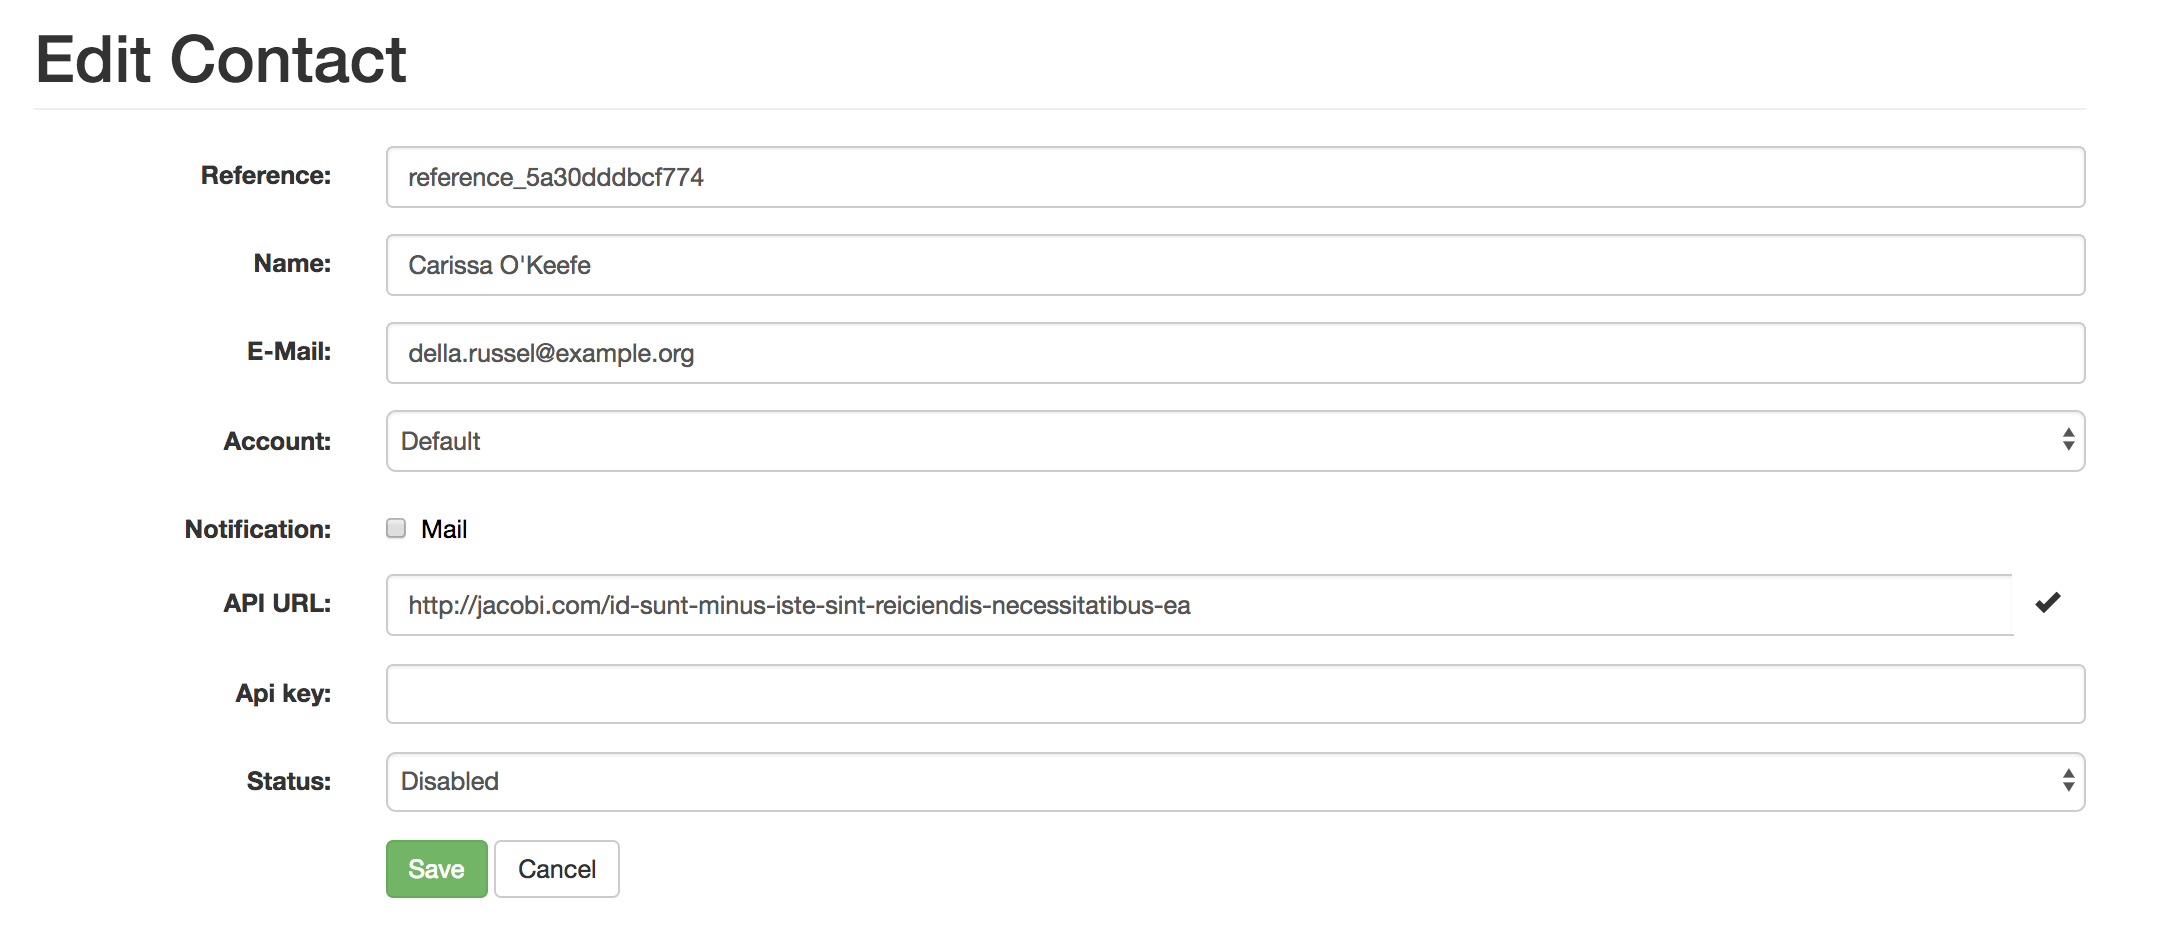 Edit Contact
Reference: reference_5a30dddbcf774
Name: Carissa O'Keefe
E-Mail: della.russel@example.org
Account: Default
Notification: Mail
API URL: http://jacobi.com/id-sunt-minus-iste-sint-reiciendis-necessitatibus-ea
Api key:
Status: Disabled
Save Cancel